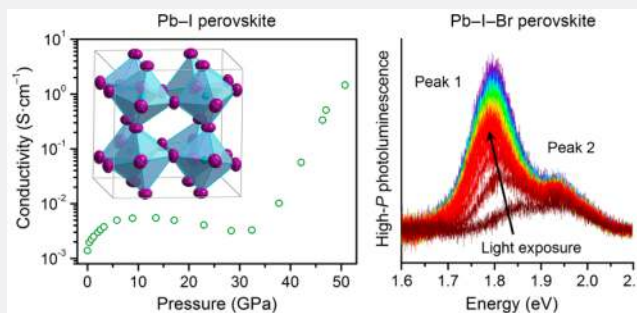 Pb–I perovskite
Conductivity (S·cm⁻¹)
10¹
10⁰
10⁻¹
10⁻²
10⁻³
0 10 20 30 40 50
Pressure (GPa)
Pb–I–Br perovskite
High-P photoluminescence
Peak 1
Peak 2
Light exposure
1.6 1.7 1.8 1.9 2.0
Energy (eV)